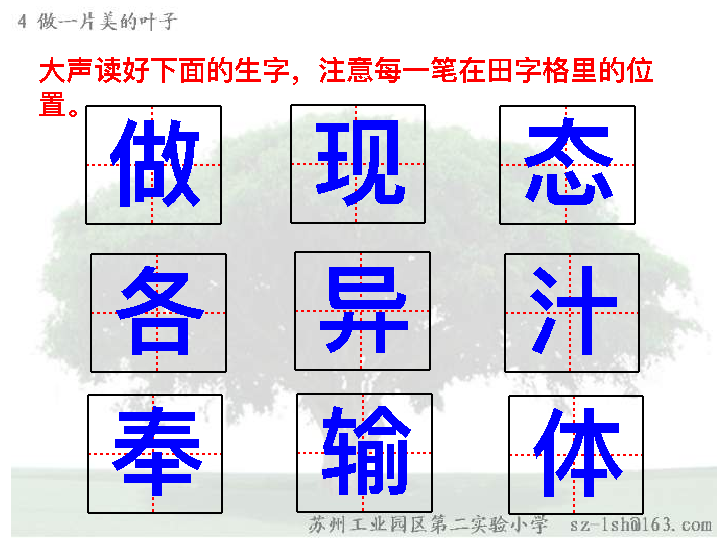 4 做一片美的叶子
大声读好下面的生字，注意每一笔在田字格里的位
置。
做 现 态
各 异 汁
奉 输 体
苏州工业园区第二实验小学 sz-lsh@163.com